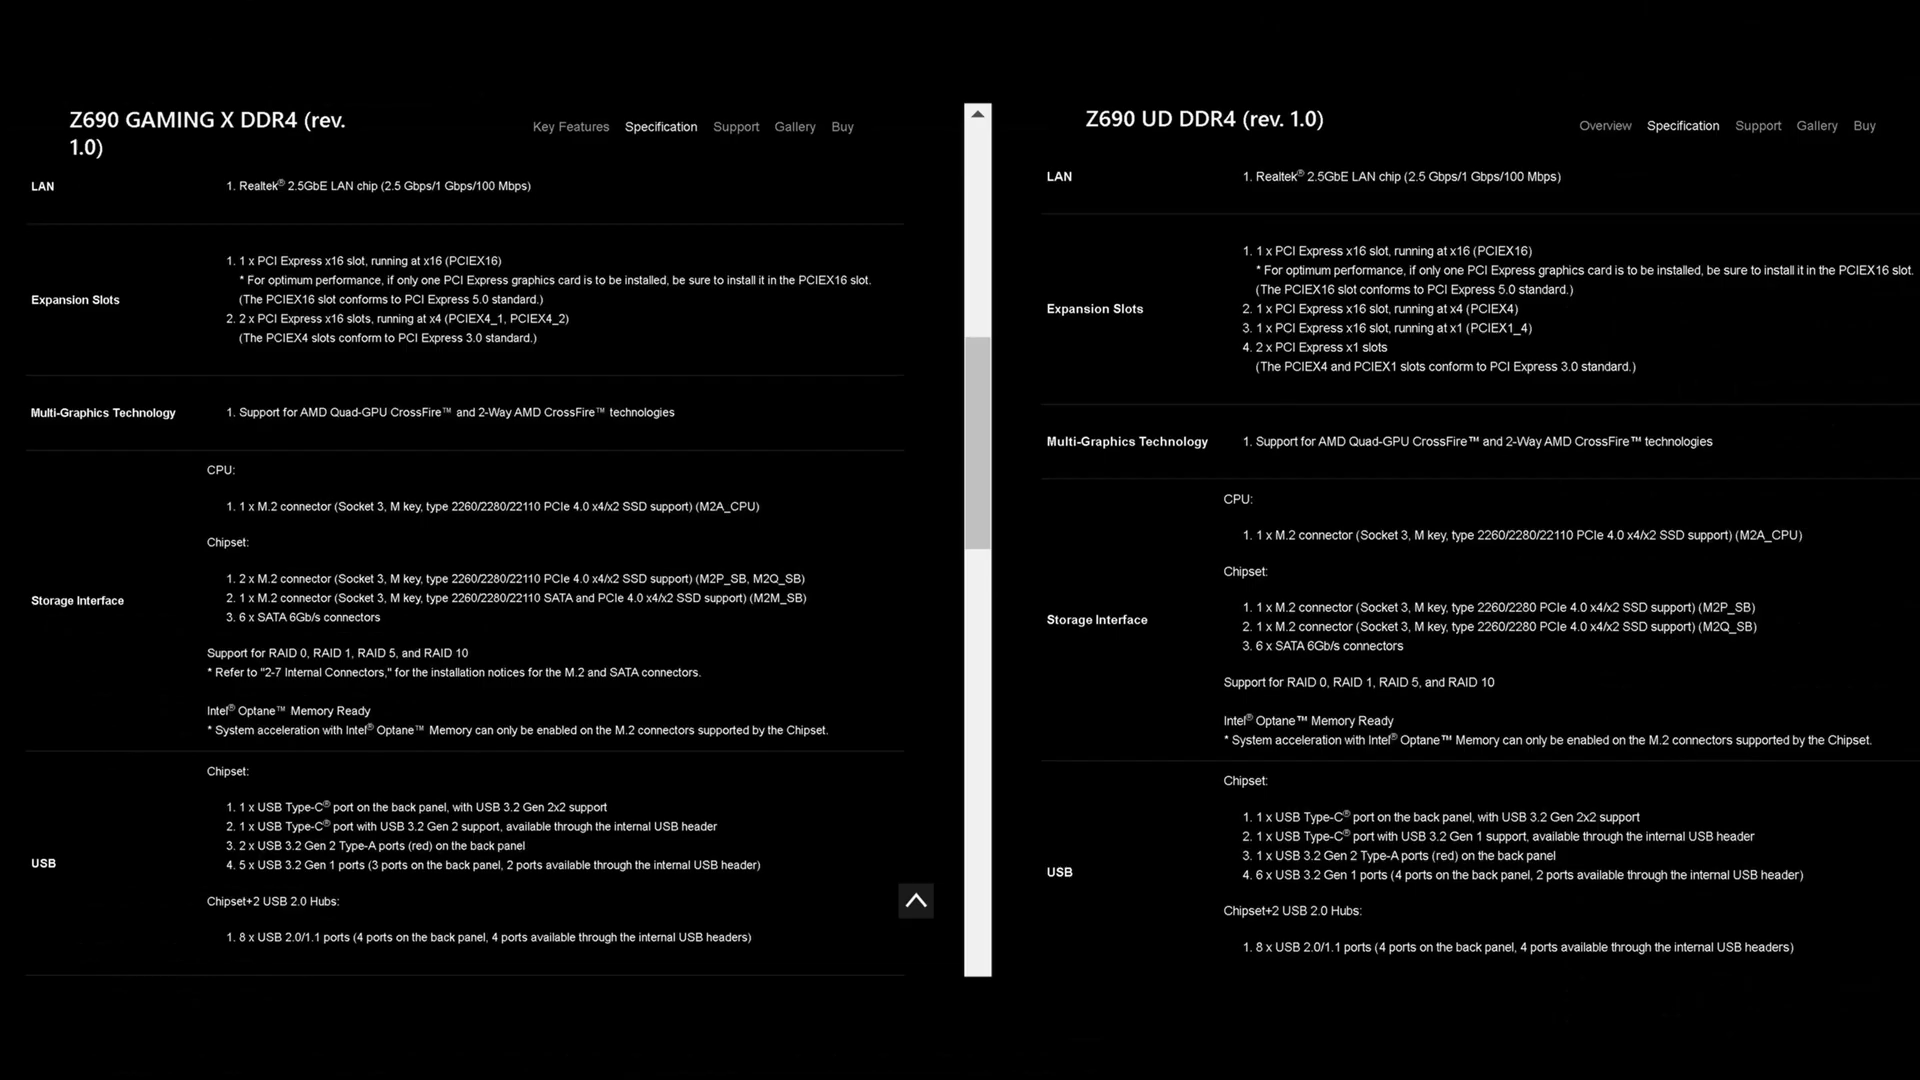 Z690 GAMING X DDR4 (rev.
1.0)
Key Features Specification Support Gallery Buy
LAN
1. Realtek® 2.5GbE LAN chip (2.5 Gbps/1 Gbps/100 Mbps)
Expansion Slots
1. 1 x PCI Express x16 slot, running at x16 (PCIEX16)
* For optimum performance, if only one PCI Express graphics card is to be installed, be sure to install it in the PCIEX16 slot.
(The PCIEX16 slot conforms to PCI Express 5.0 standard.)
2. 2 x PCI Express x16 slots, running at x4 (PCIEX4_1, PCIEX4_2)
(The PCIEX4 slots conform to PCI Express 3.0 standard.)
Multi-Graphics Technology
1. Support for AMD Quad-GPU CrossFire™ and 2-Way AMD CrossFire™ technologies
Storage Interface
CPU:
1. 1 x M.2 connector (Socket 3, M key, type 2260/2280/22110 PCIe 4.0 x4/x2 SSD support) (M2A_CPU)
Chipset:
1. 2 x M.2 connector (Socket 3, M key, type 2260/2280/22110 PCIe 4.0 x4/x2 SSD support) (M2P_SB, M2Q_SB)
2. 1 x M.2 connector (Socket 3, M key, type 2260/2280/22110 SATA and PCIe 4.0 x4/x2 SSD support) (M2M_SB)
3. 6 x SATA 6Gb/s connectors
Support for RAID 0, RAID 1, RAID 5, and RAID 10
* Refer to "2-7 Internal Connectors," for the installation notices for the M.2 and SATA connectors.
Intel® Optane™ Memory Ready
* System acceleration with Intel® Optane™ Memory can only be enabled on the M.2 connectors supported by the Chipset.
USB
Chipset:
1. 1 x USB Type-C® port on the back panel, with USB 3.2 Gen 2x2 support
2. 1 x USB Type-C® port with USB 3.2 Gen 2 support, available through the internal USB header
3. 2 x USB 3.2 Gen 2 Type-A ports (red) on the back panel
4. 5 x USB 3.2 Gen 1 ports (3 ports on the back panel, 2 ports available through the internal USB header)
Chipset+2 USB 2.0 Hubs:
1. 8 x USB 2.0/1.1 ports (4 ports on the back panel, 4 ports available through the internal USB headers)
Z690 UD DDR4 (rev. 1.0)
Overview Specification Support Gallery Buy
LAN
1. Realtek® 2.5GbE LAN chip (2.5 Gbps/1 Gbps/100 Mbps)
Expansion Slots
1. 1 x PCI Express x16 slot, running at x16 (PCIEX16)
* For optimum performance, if only one PCI Express graphics card is to be installed, be sure to install it in the PCIEX16 slot.
(The PCIEX16 slot conforms to PCI Express 5.0 standard.)
2. 1 x PCI Express x16 slot, running at x4 (PCIEX4)
3. 1 x PCI Express x16 slot, running at x1 (PCIEX1_4)
4. 2 x PCI Express x1 slots
(The PCIEX4 and PCIEX1 slots conform to PCI Express 3.0 standard.)
Multi-Graphics Technology
1. Support for AMD Quad-GPU CrossFire™ and 2-Way AMD CrossFire™ technologies
Storage Interface
CPU:
1. 1 x M.2 connector (Socket 3, M key, type 2260/2280/22110 PCIe 4.0 x4/x2 SSD support) (M2A_CPU)
Chipset:
1. 1 x M.2 connector (Socket 3, M key, type 2260/2280 PCIe 4.0 x4/x2 SSD support) (M2P_SB)
2. 1 x M.2 connector (Socket 3, M key, type 2260/2280 PCIe 4.0 x4/x2 SSD support) (M2Q_SB)
3. 6 x SATA 6Gb/s connectors
Support for RAID 0, RAID 1, RAID 5, and RAID 10
Intel® Optane™ Memory Ready
* System acceleration with Intel® Optane™ Memory can only be enabled on the M.2 connectors supported by the Chipset.
USB
Chipset:
1. 1 x USB Type-C® port on the back panel, with USB 3.2 Gen 2x2 support
2. 1 x USB Type-C® port with USB 3.2 Gen 1 support, available through the internal USB header
3. 1 x USB 3.2 Gen 2 Type-A ports (red) on the back panel
4. 6 x USB 3.2 Gen 1 ports (4 ports on the back panel, 2 ports available through the internal USB header)
Chipset+2 USB 2.0 Hubs:
1. 8 x USB 2.0/1.1 ports (4 ports on the back panel, 4 ports available through the internal USB headers)